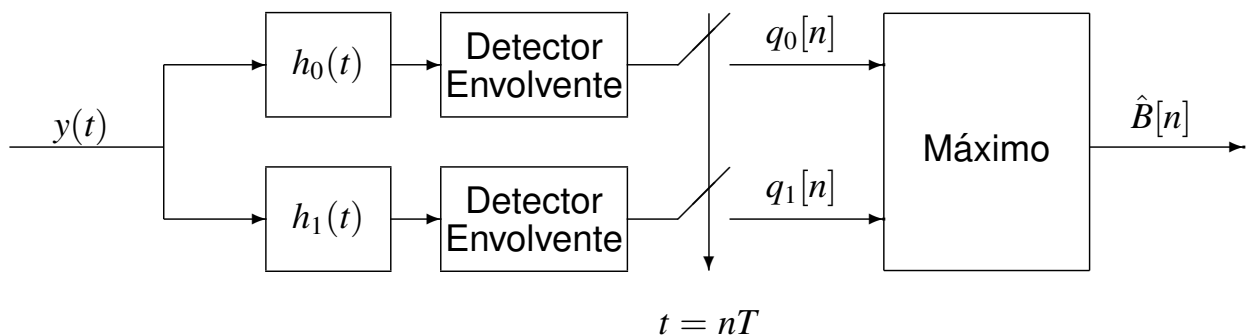 y(t)
h₀(t)
Detector
Envolvente
q₀[n]
h₁(t)
Detector
Envolvente
q₁[n]
t = nT
Máximo
B̂[n]